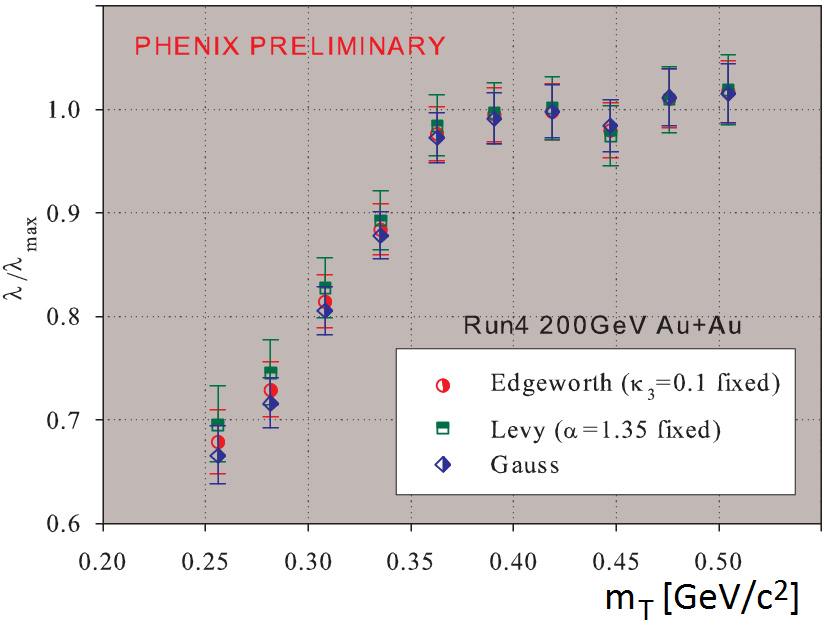 PHENIX PRELIMINARY
1.0
0.9
0.8
0.7
0.6
λ/λmax
Run4 200GeV Au+Au
Edgeworth (κ3=0.1 fixed)
Levy (α=1.35 fixed)
Gauss
0.20 0.25 0.30 0.35 0.40 0.45 0.50
mT [GeV/c2]